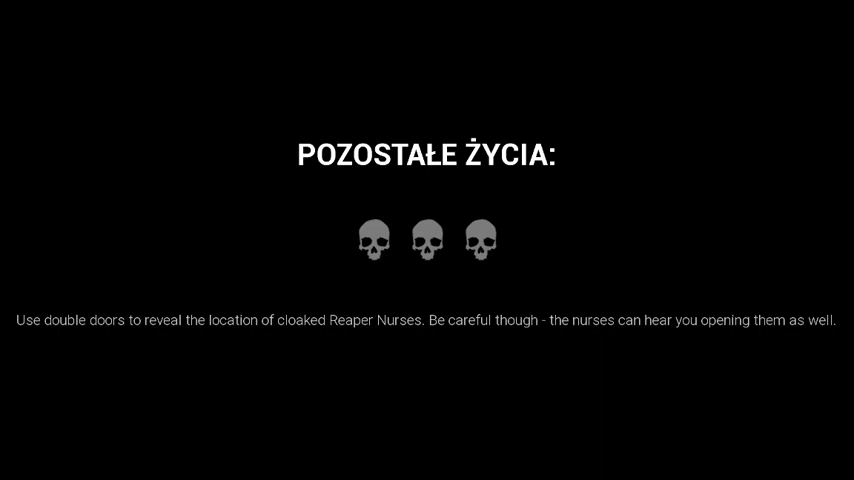 POZOSTAŁE ŻYCIA:
Use double doors to reveal the location of cloaked Reaper Nurses. Be careful though - the nurses can hear you opening them as well.